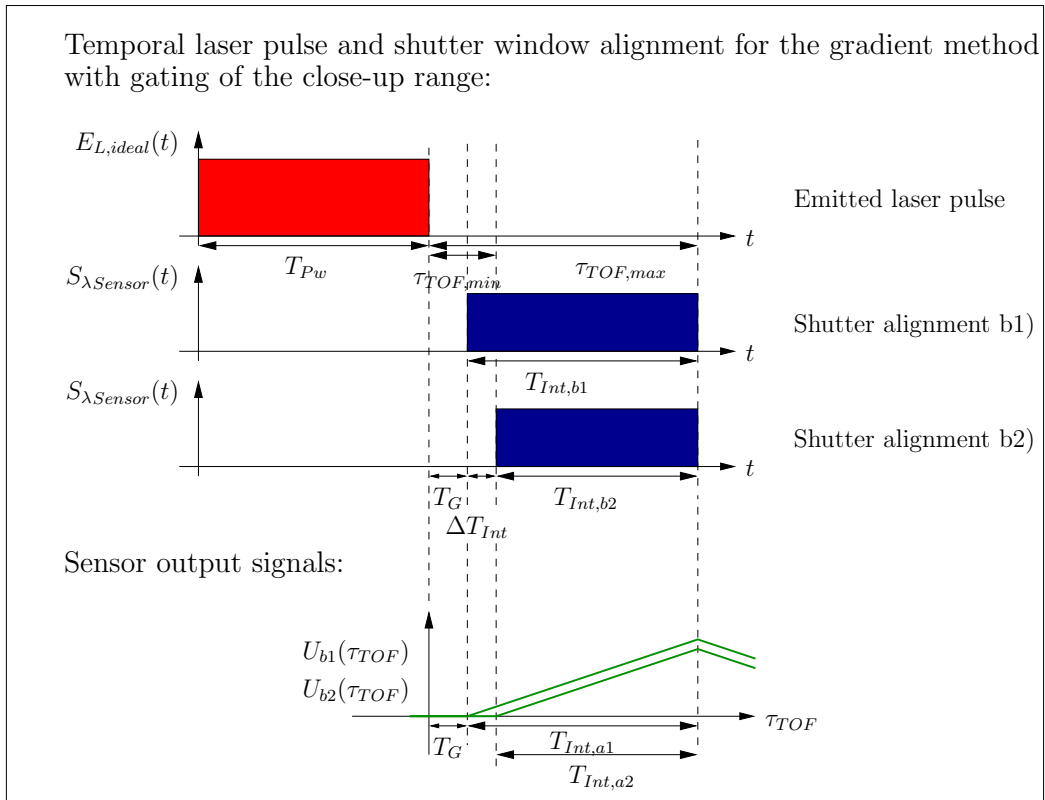 Temporal laser pulse and shutter window alignment for the gradient method
with gating of the close-up range:
E_{L,ideal}(t)
Emitted laser pulse
t
T_{Pw}
τ_{TOF,min}
τ_{TOF,max}
S_{λSensor}(t)
Shutter alignment b1)
t
T_{Int,b1}
S_{λSensor}(t)
Shutter alignment b2)
t
T_G
T_{Int,b2}
ΔT_{Int}
Sensor output signals:
U_{b1}(τ_{TOF})
U_{b2}(τ_{TOF})
τ_{TOF}
T_G
T_{Int,a1}
T_{Int,a2}